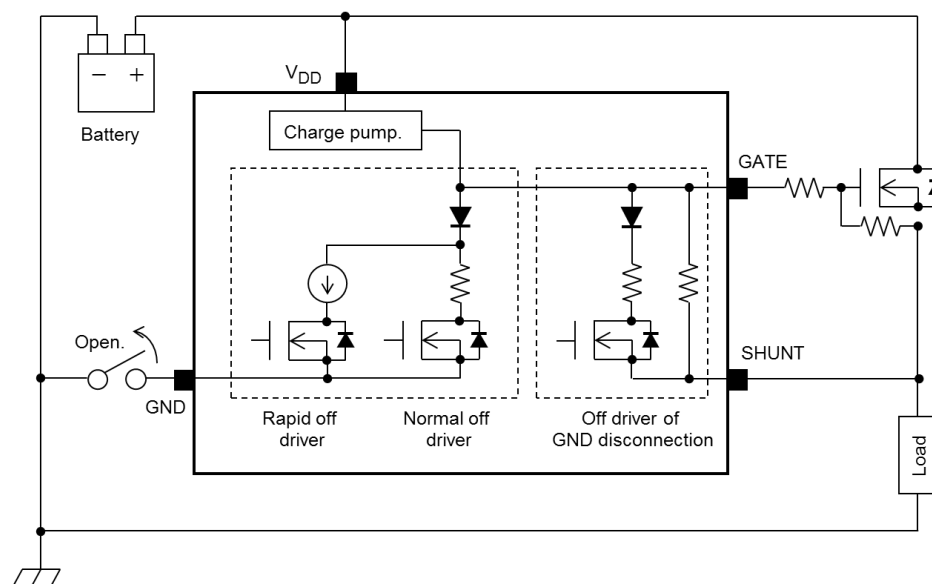 VDD
− +
Battery
Charge pump.
GATE
Open.
GND
SHUNT
Rapid off
driver
Normal off
driver
Off driver of
GND disconnection
Load